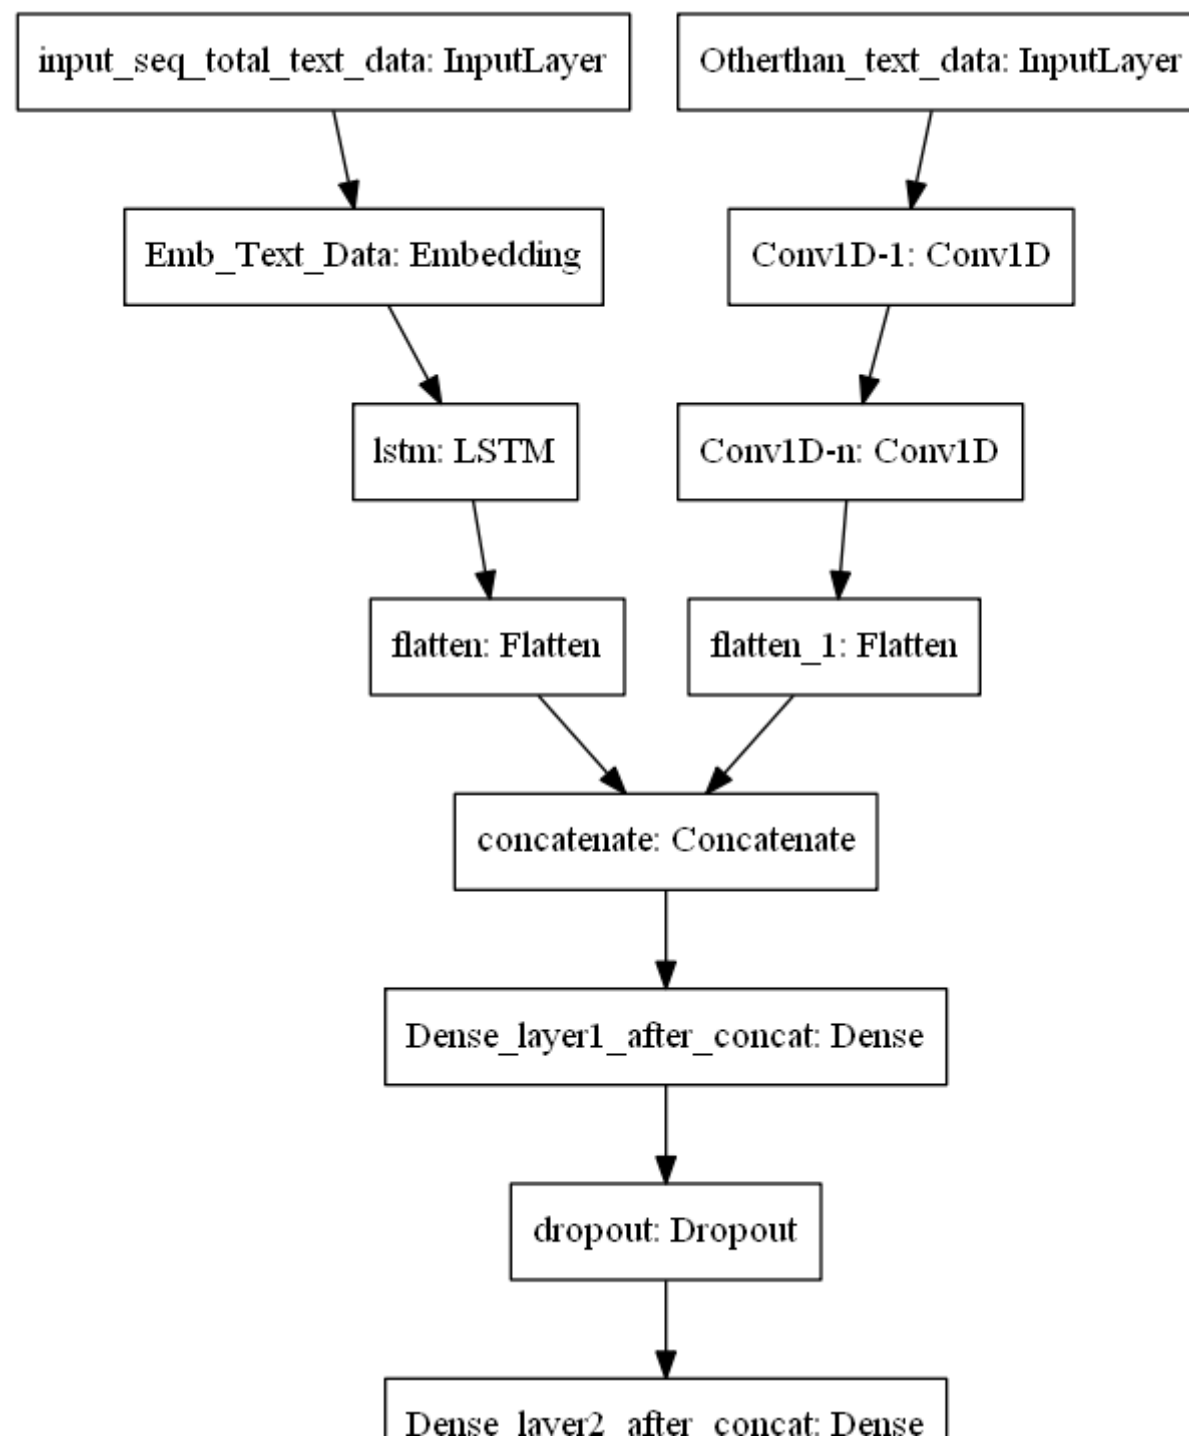 input_seq_total_text_data: InputLayer
Otherthan_text_data: InputLayer
Emb_Text_Data: Embedding
Conv1D-1: Conv1D
lstm: LSTM
Conv1D-n: Conv1D
flatten: Flatten
flatten_1: Flatten
concatenate: Concatenate
Dense_layer1_after_concat: Dense
dropout: Dropout
Dense_layer2_after_concat: Dense